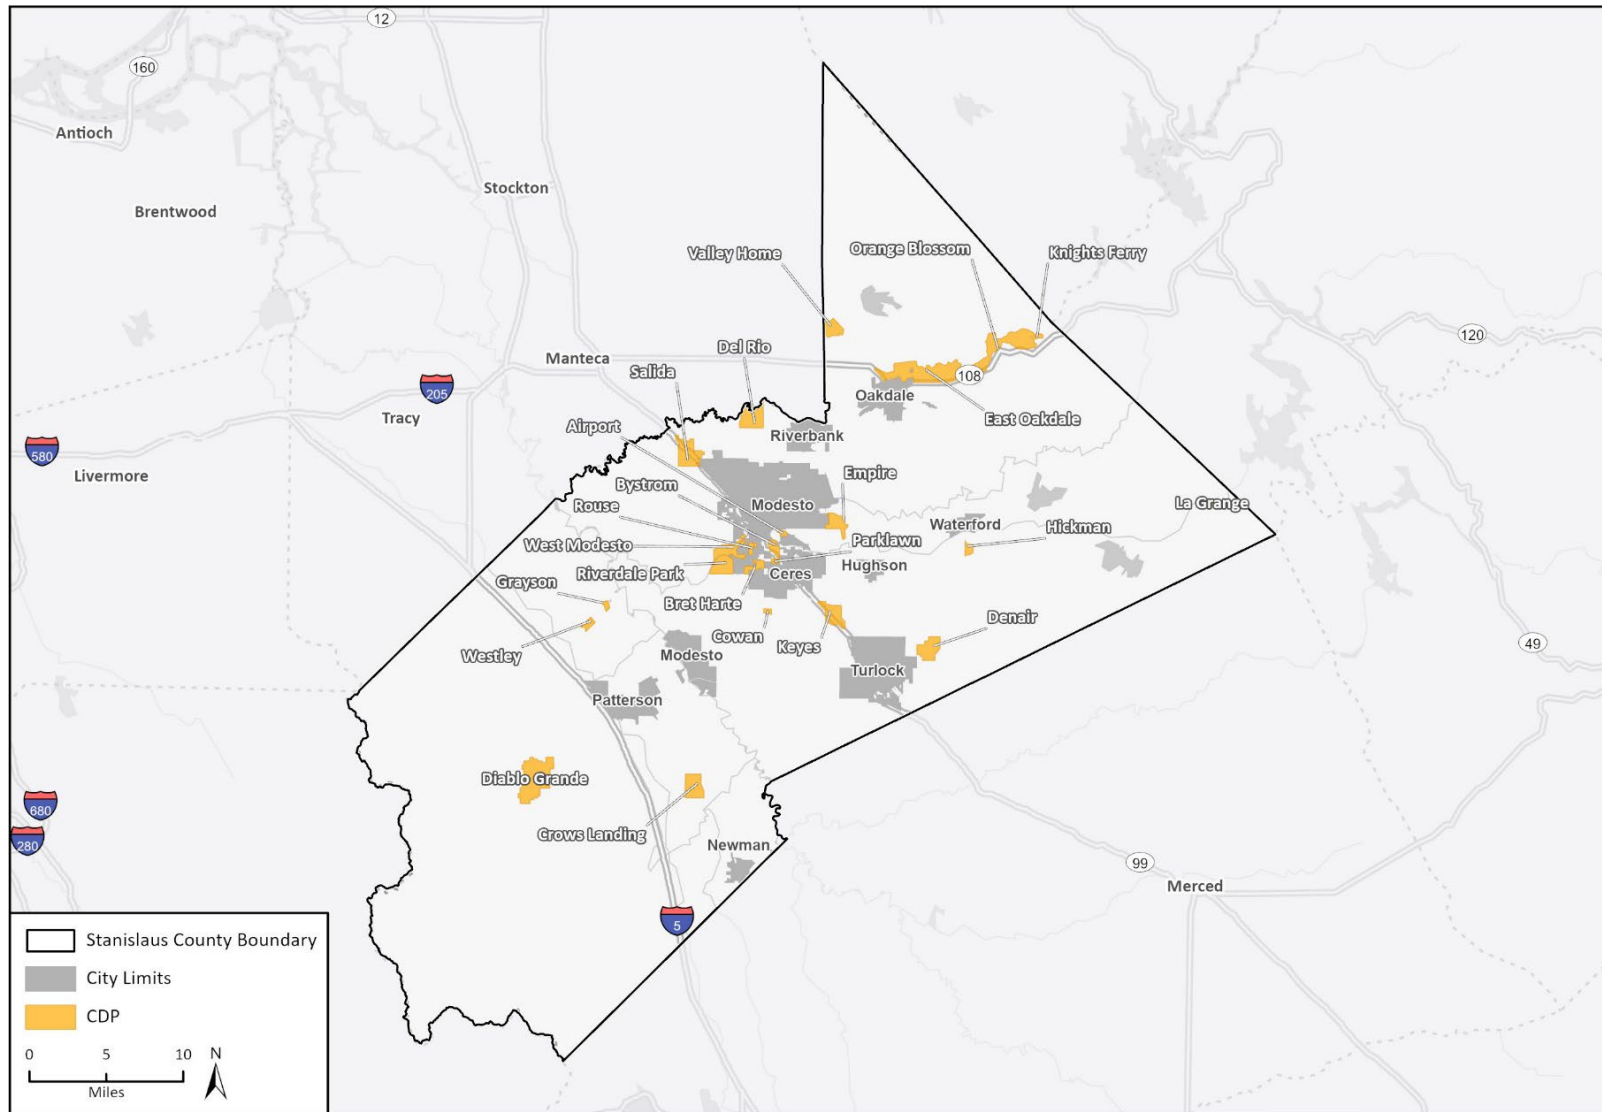 12
160
Antioch
Stockton
Brentwood
Valley Home
Orange Blossom
Knights Ferry
120
Del Rio
Manteca
Salida
108
205
Oakdale
Tracy
East Oakdale
Airport
Riverbank
580
Livermore
Bystrom
Empire
Rouse
Modesto
La Grange
Waterford
Hickman
West Modesto
Parklawn
Riverdale Park
Ceres
Hughson
Grayson
Bret Harte
Denair
Cowan
Keyes
49
Westley
Modesto
Turlock
Patterson
Diablo Grande
680
Crows Landing
280
Newman
99
Merced
5
Stanislaus County Boundary
City Limits
CDP
0 5 10
N
Miles